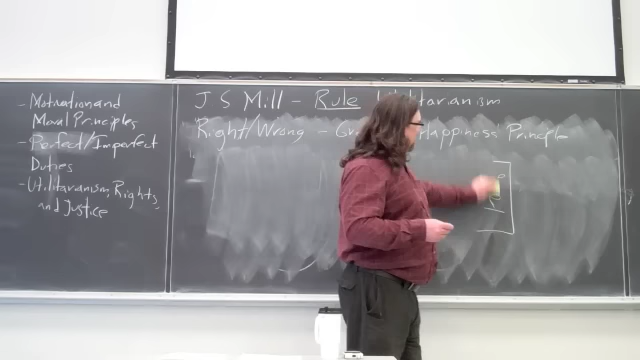 - Motivation and
Moral Principles
- Perfect/Imperfect
Duties
- Utilitarianism, Rights,
and Justice
J S Mill - Rule
Right/Wrong - Happiness Principle